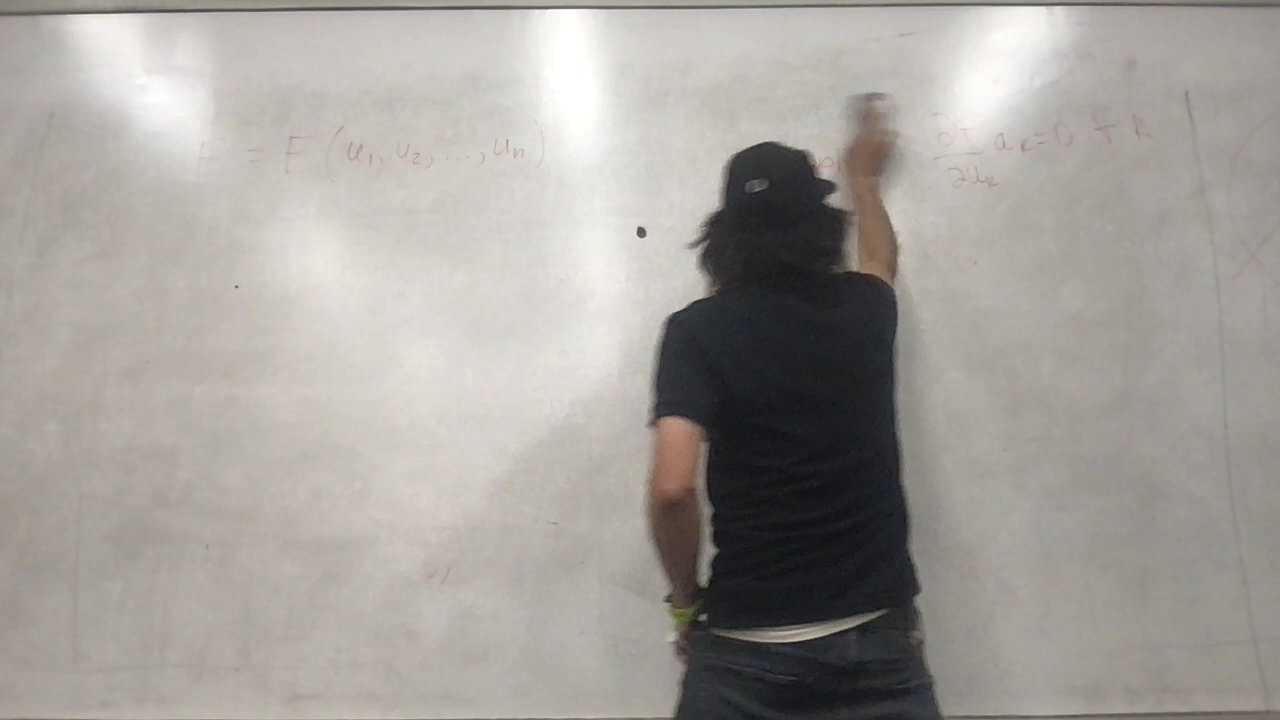 F = F(u₁, u₂, ..., uₙ)
∂F/∂uₖ aₖ = 0 ∀ k